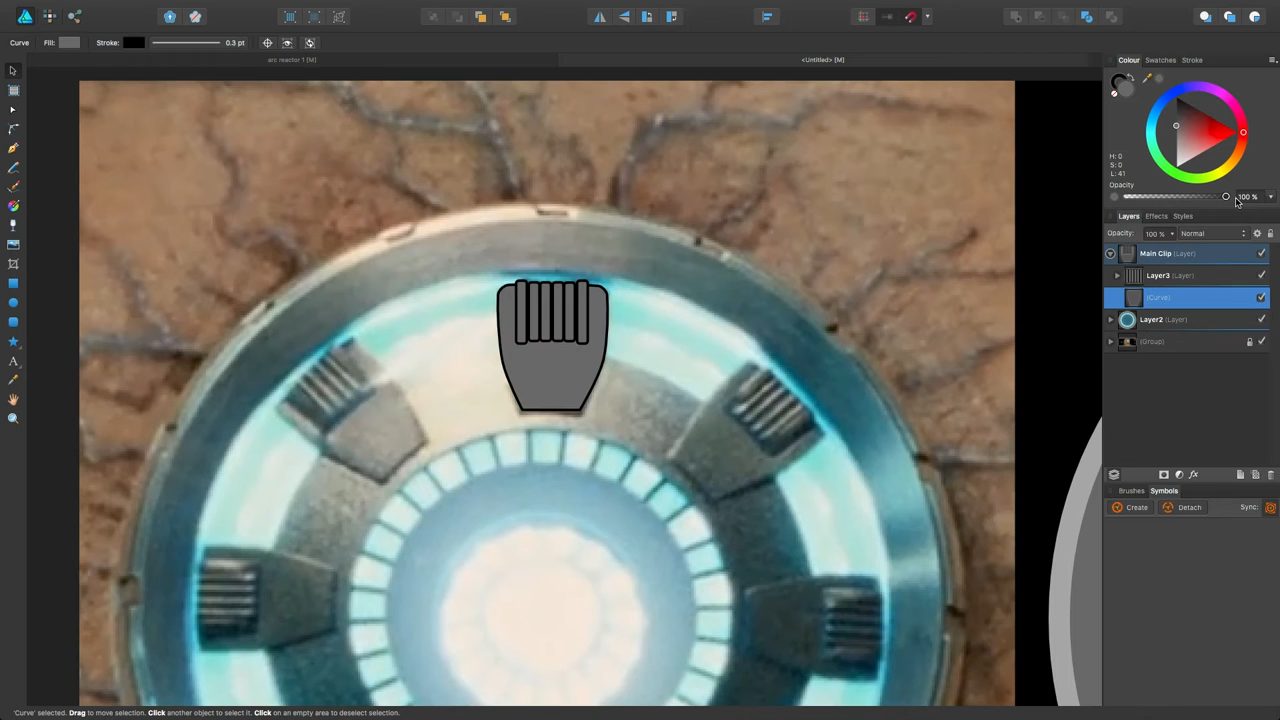 Curve Fill: Stroke: 0.3 pt
arc reactor 1 [M]
<Untitled> [M]
Colour Swatches Stroke
H: 0
S: 0
L: 41
Opacity
100 %
Layers Effects Styles
Opacity: 100 % Normal
Main Clip (Layer)
Layer3 (Layer)
(Curve)
Layer2 (Layer)
(Group)
Brushes Symbols
Create Detach Sync:
'Curve' selected. Drag to move selection. Click another object to select it. Click on an empty area to deselect selection.